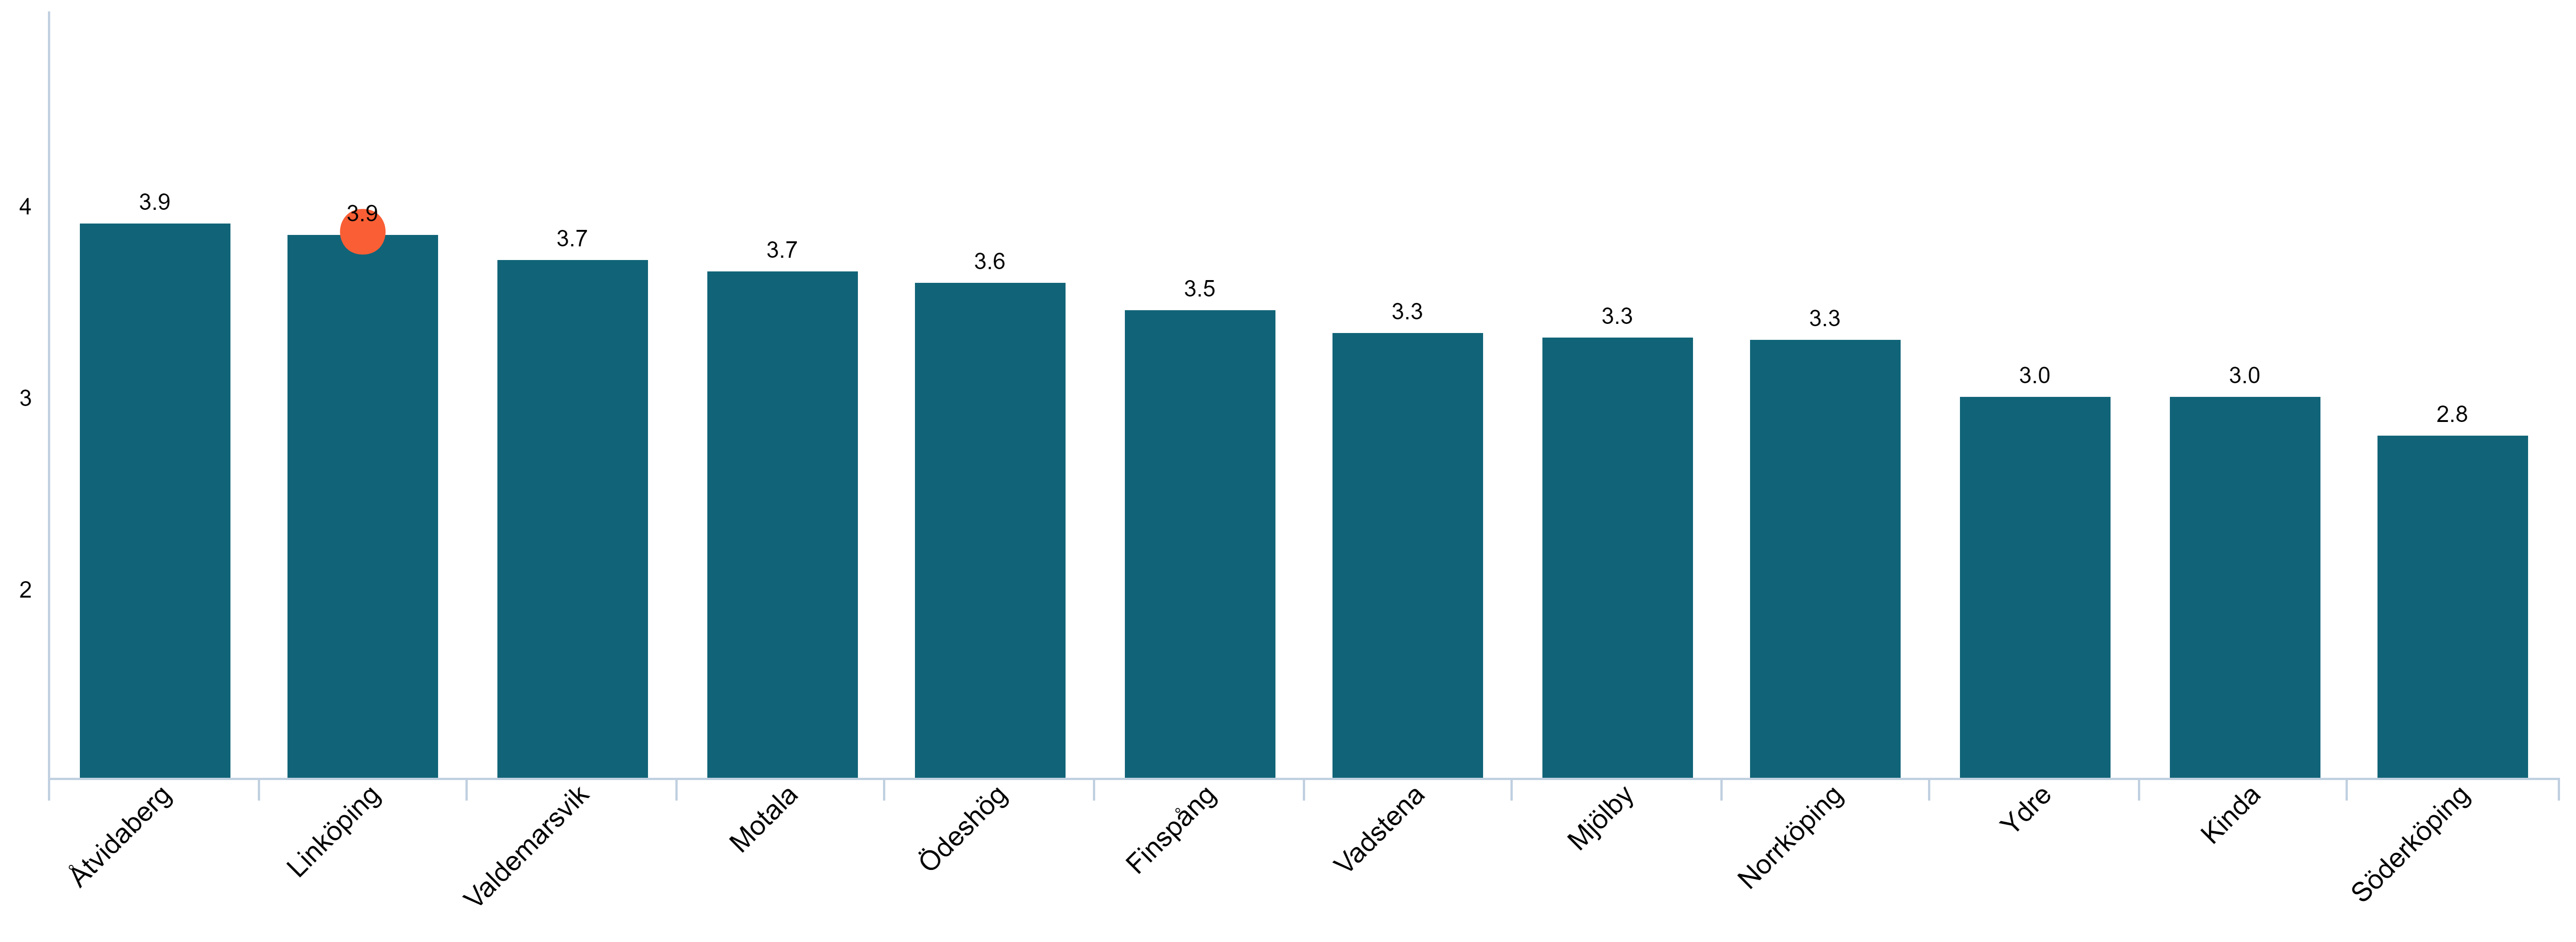 4
3
2
3.9
3.9
3.7
3.7
3.6
3.5
3.3
3.3
3.3
3.0
3.0
2.8
Åtvidaberg
Linköping
Valdemarsvik
Motala
Ödeshög
Finspång
Vadstena
Mjölby
Norrköping
Ydre
Kinda
Söderköping